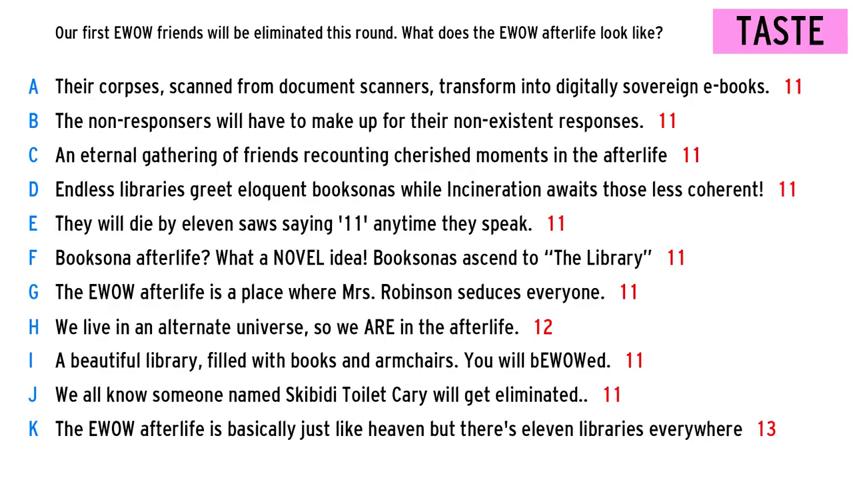 Our first EWOW friends will be eliminated this round. What does the EWOW afterlife look like?
TASTE
A Their corpses, scanned from document scanners, transform into digitally sovereign e-books. 11
B The non-responsers will have to make up for their non-existent responses. 11
C An eternal gathering of friends recounting cherished moments in the afterlife 11
D Endless libraries greet eloquent booksonas while Incineration awaits those less coherent! 11
E They will die by eleven saws saying '11' anytime they speak. 11
F Booksona afterlife? What a NOVEL idea! Booksonas ascend to “The Library” 11
G The EWOW afterlife is a place where Mrs. Robinson seduces everyone. 11
H We live in an alternate universe, so we ARE in the afterlife. 12
I A beautiful library, filled with books and armchairs. You will bEWOWed. 11
J We all know someone named Skibidi Toilet Cary will get eliminated.. 11
K The EWOW afterlife is basically just like heaven but there's eleven libraries everywhere 13